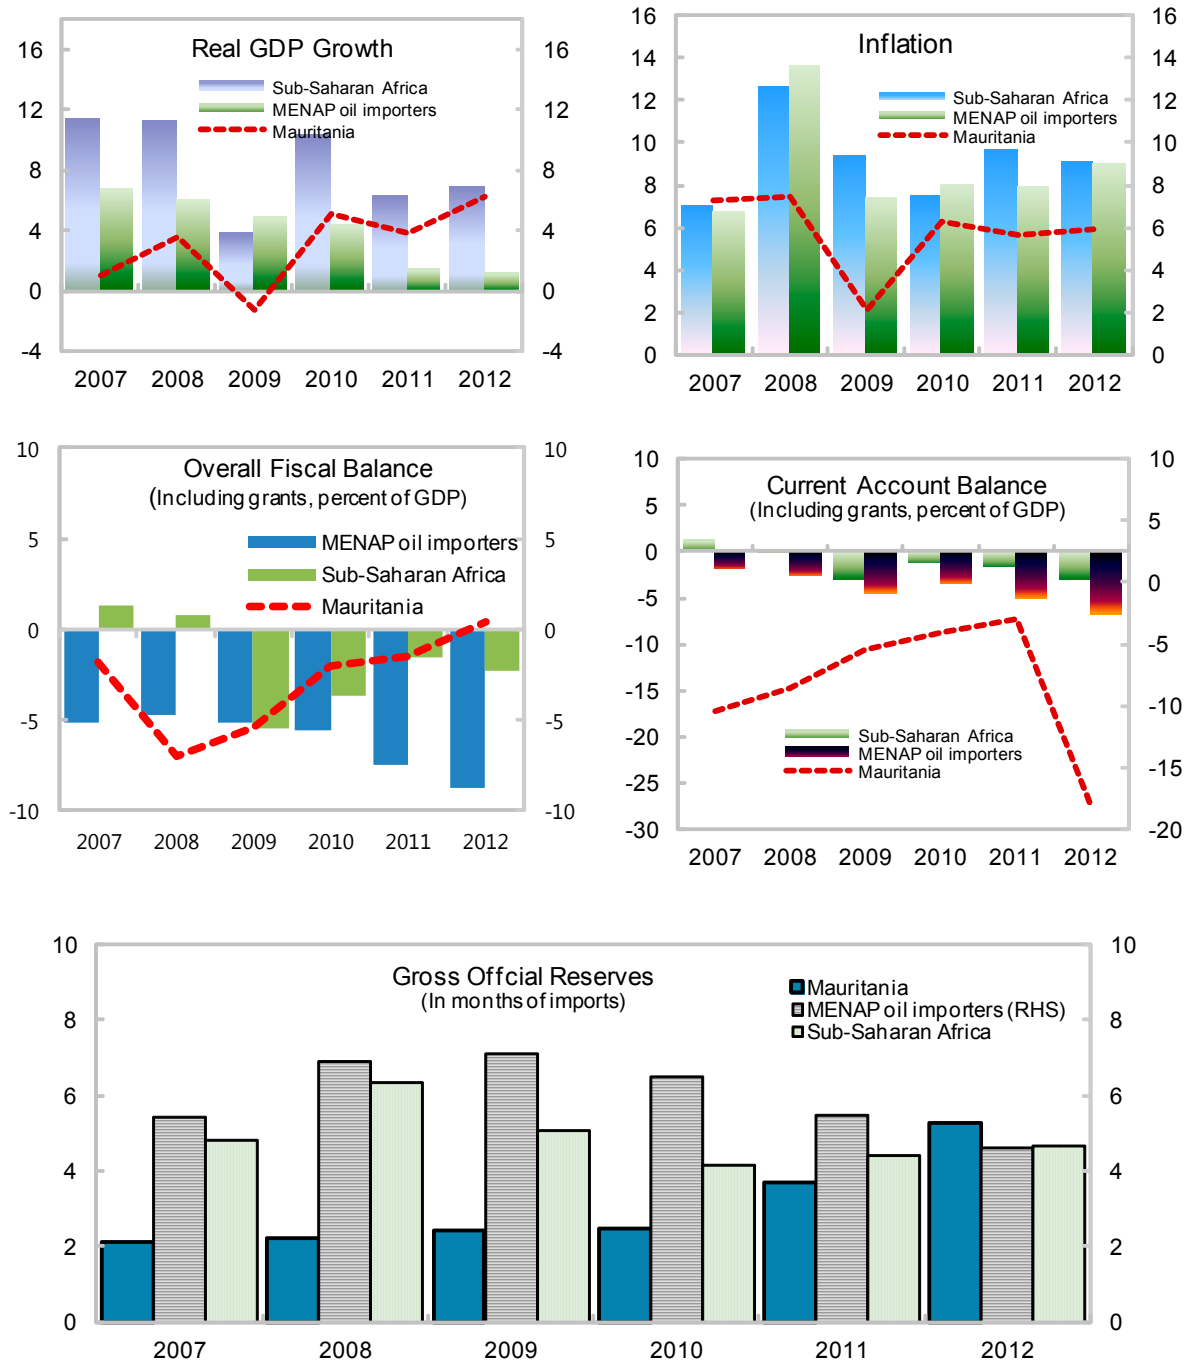 Real GDP Growth
Sub-Saharan Africa
MENAP oil importers
Mauritania
16 16
12 12
8 8
4 4
0 0
-4 -4
2007 2008 2009 2010 2011 2012
Inflation
Sub-Saharan Africa
MENAP oil importers
Mauritania
16 16
14 14
12 12
10 10
8 8
6 6
4 4
2 2
0 0
2007 2008 2009 2010 2011 2012
Overall Fiscal Balance
(Including grants, percent of GDP)
MENAP oil importers
Sub-Saharan Africa
Mauritania
10 10
5 5
0 0
-5 -5
-10 -10
2007 2008 2009 2010 2011 2012
Current Account Balance
(Including grants, percent of GDP)
Sub-Saharan Africa
MENAP oil importers
Mauritania
10 10
5 5
0 0
-5 -5
-10 -10
-15 -15
-20 -20
-25
-30
2007 2008 2009 2010 2011 2012
Gross Offcial Reserves
(In months of imports)
Mauritania
MENAP oil importers (RHS)
Sub-Saharan Africa
10 10
8 8
6 6
4 4
2 2
0 0
2007 2008 2009 2010 2011 2012